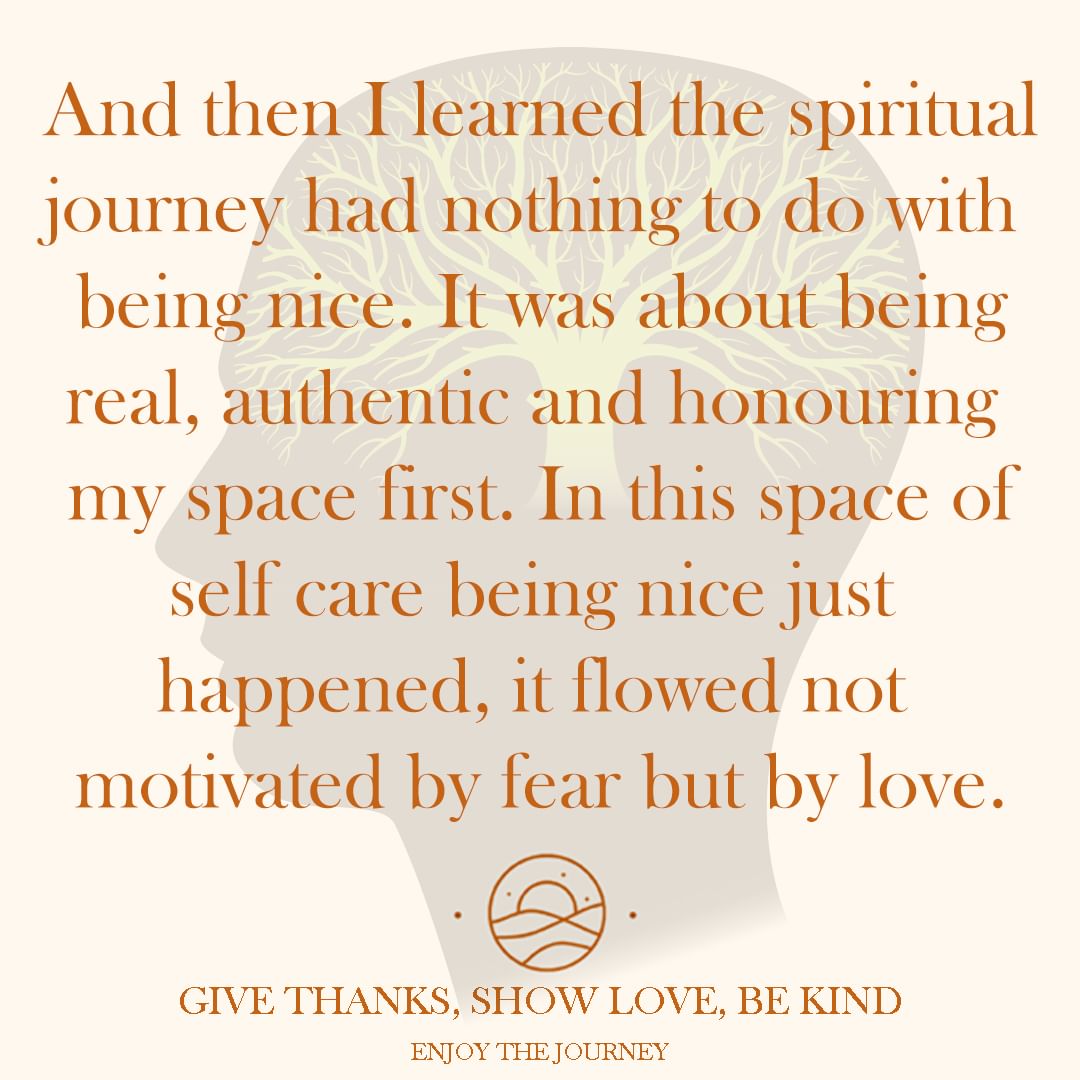 And then I learned the spiritual
journey had nothing to do with
being nice. It was about being
real, authentic and honouring
my space first. In this space of
self care being nice just
happened, it flowed not
motivated by fear but by love.
GIVE THANKS, SHOW LOVE, BE KIND
ENJOY THE JOURNEY